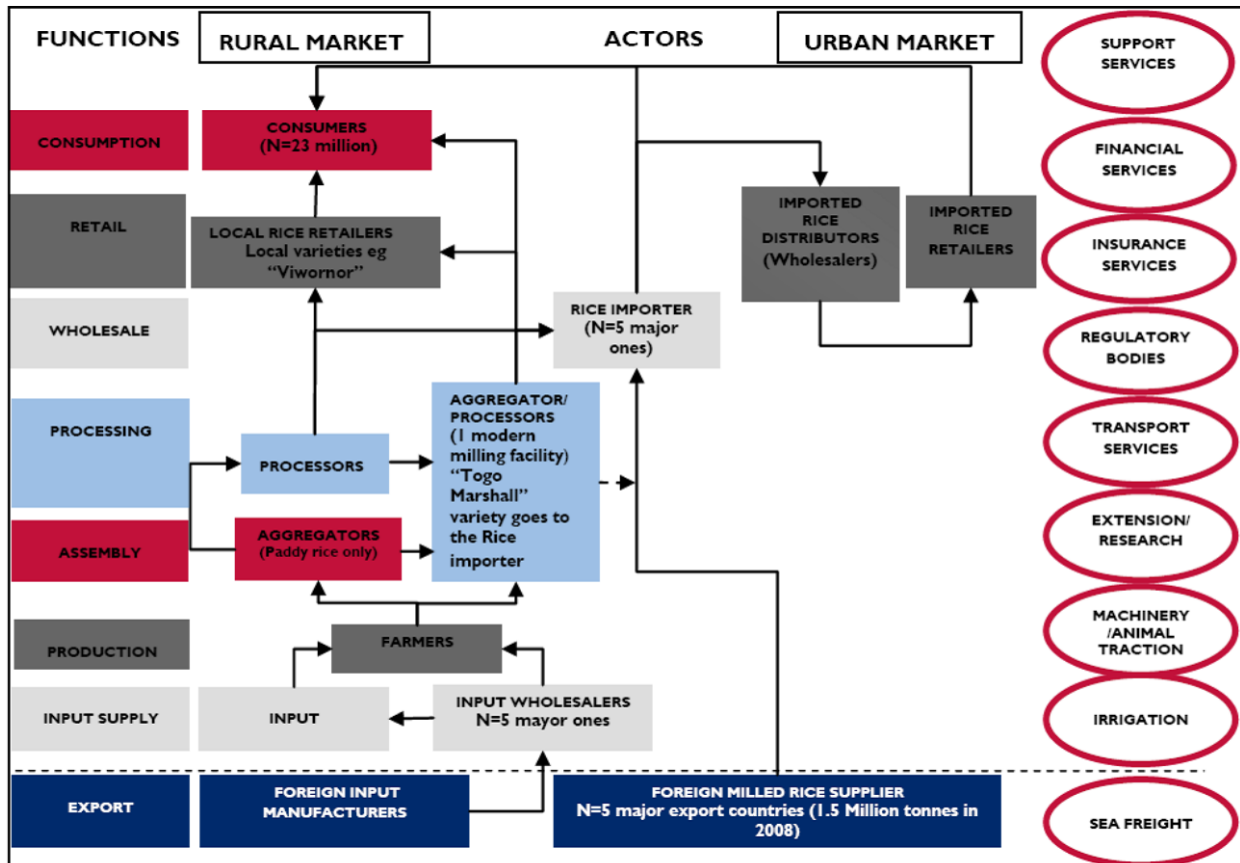 FUNCTIONS
RURAL MARKET
ACTORS
URBAN MARKET
SUPPORT
SERVICES
CONSUMPTION
CONSUMERS
(N=23 million)
FINANCIAL
SERVICES
RETAIL
LOCAL RICE RETAILERS
Local varieties eg
“Viwornor”
IMPORTED
RICE
DISTRIBUTORS
(Wholesalers)
IMPORTED
RICE
RETAILERS
INSURANCE
SERVICES
WHOLESALE
RICE IMPORTER
(N=5 major
ones)
REGULATORY
BODIES
PROCESSING
PROCESSORS
AGGREGATOR/
PROCESSORS
(1 modern
milling facility)
“Togo
Marshall”
variety goes to
the Rice
importer
TRANSPORT
SERVICES
ASSEMBLY
AGGREGATORS
(Paddy rice only)
EXTENSION/
RESEARCH
PRODUCTION
FARMERS
MACHINERY
/ANIMAL
TRACTION
INPUT SUPPLY
INPUT
INPUT WHOLESALERS
N=5 mayor ones
IRRIGATION
EXPORT
FOREIGN INPUT
MANUFACTURERS
FOREIGN MILLED RICE SUPPLIER
N=5 major export countries (1.5 Million tonnes in
2008)
SEA FREIGHT